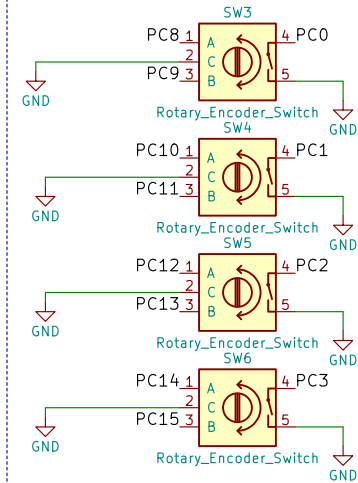 SW3
PC8 1 A 4 PC0
2 C
PC9 3 B 5
GND
GND
Rotary_Encoder_Switch
SW4
PC10 1 A 4 PC1
2 C
PC11 3 B 5
GND
GND
Rotary_Encoder_Switch
SW5
PC12 1 A 4 PC2
2 C
PC13 3 B 5
GND
GND
Rotary_Encoder_Switch
SW6
PC14 1 A 4 PC3
2 C
PC15 3 B 5
GND
Rotary_Encoder_Switch
GND